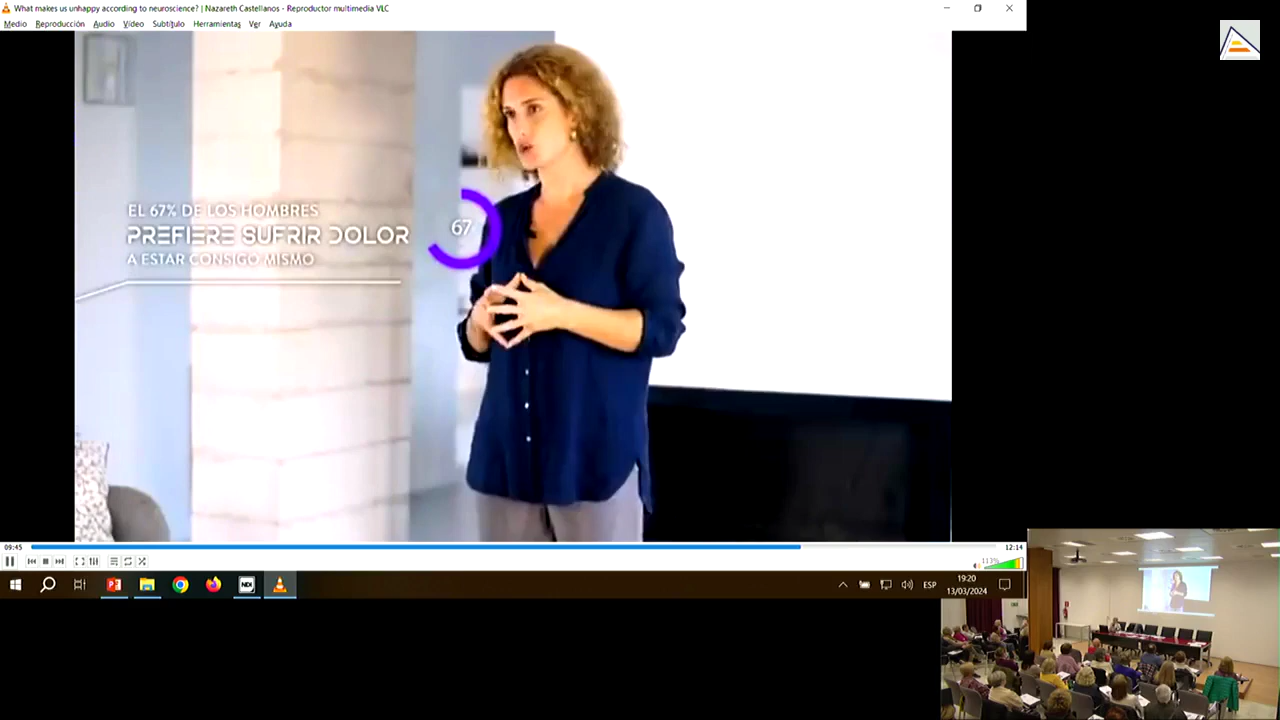 What makes us unhappy according to neuroscience? | Nazareth Castellanos - Reproductor multimedia VLC
Medio Reproducción Audio Vídeo Subtítulo Herramientas Ver Ayuda
EL 67% DE LOS HOMBRES
PREFIERE SUFRIR DOLOR
A ESTAR CONSIGO MISMO
67
09:45
12:14
113%
ESP
19:20
13/03/2024